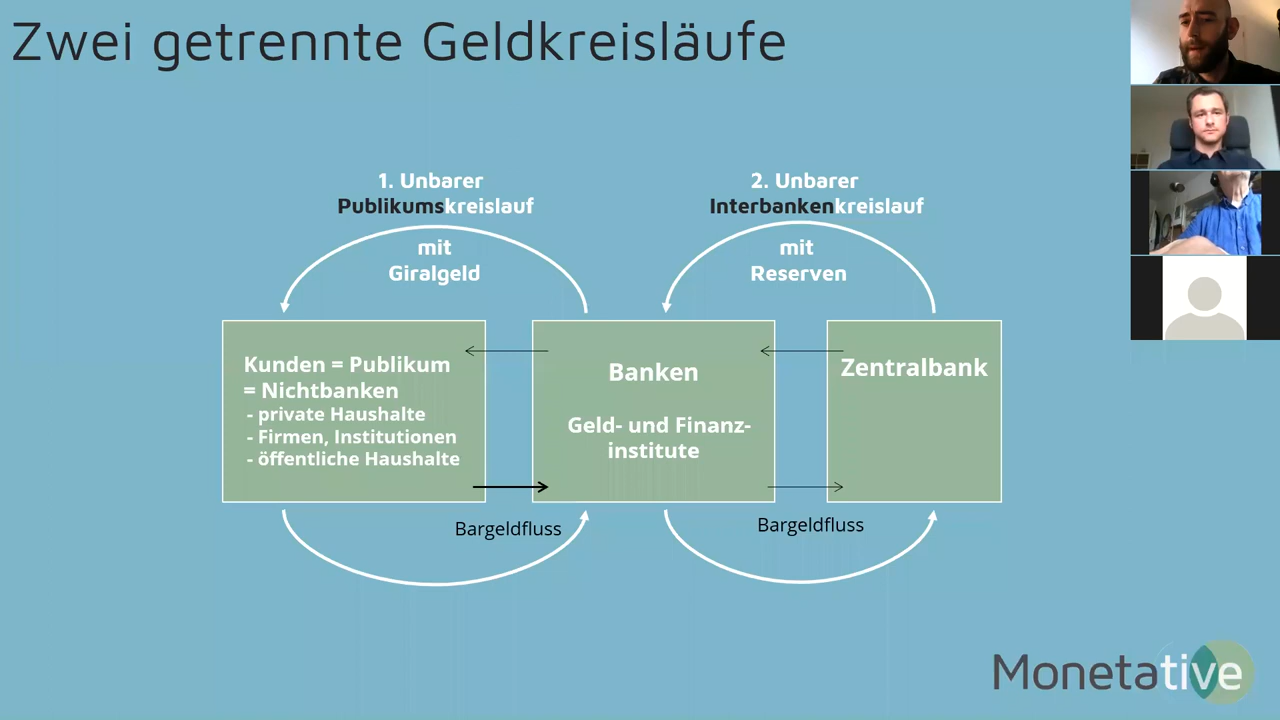 Zwei getrennte Geldkreisläufe
1. Unbarer
Publikumskreislauf
mit
Giralgeld
2. Unbarer
Interbankenkreislauf
mit
Reserven
Kunden = Publikum
= Nichtbanken
- private Haushalte
- Firmen, Institutionen
- öffentliche Haushalte
Banken
Geld- und Finanz-
institute
Zentralbank
Bargeldfluss
Bargeldfluss
Monetative